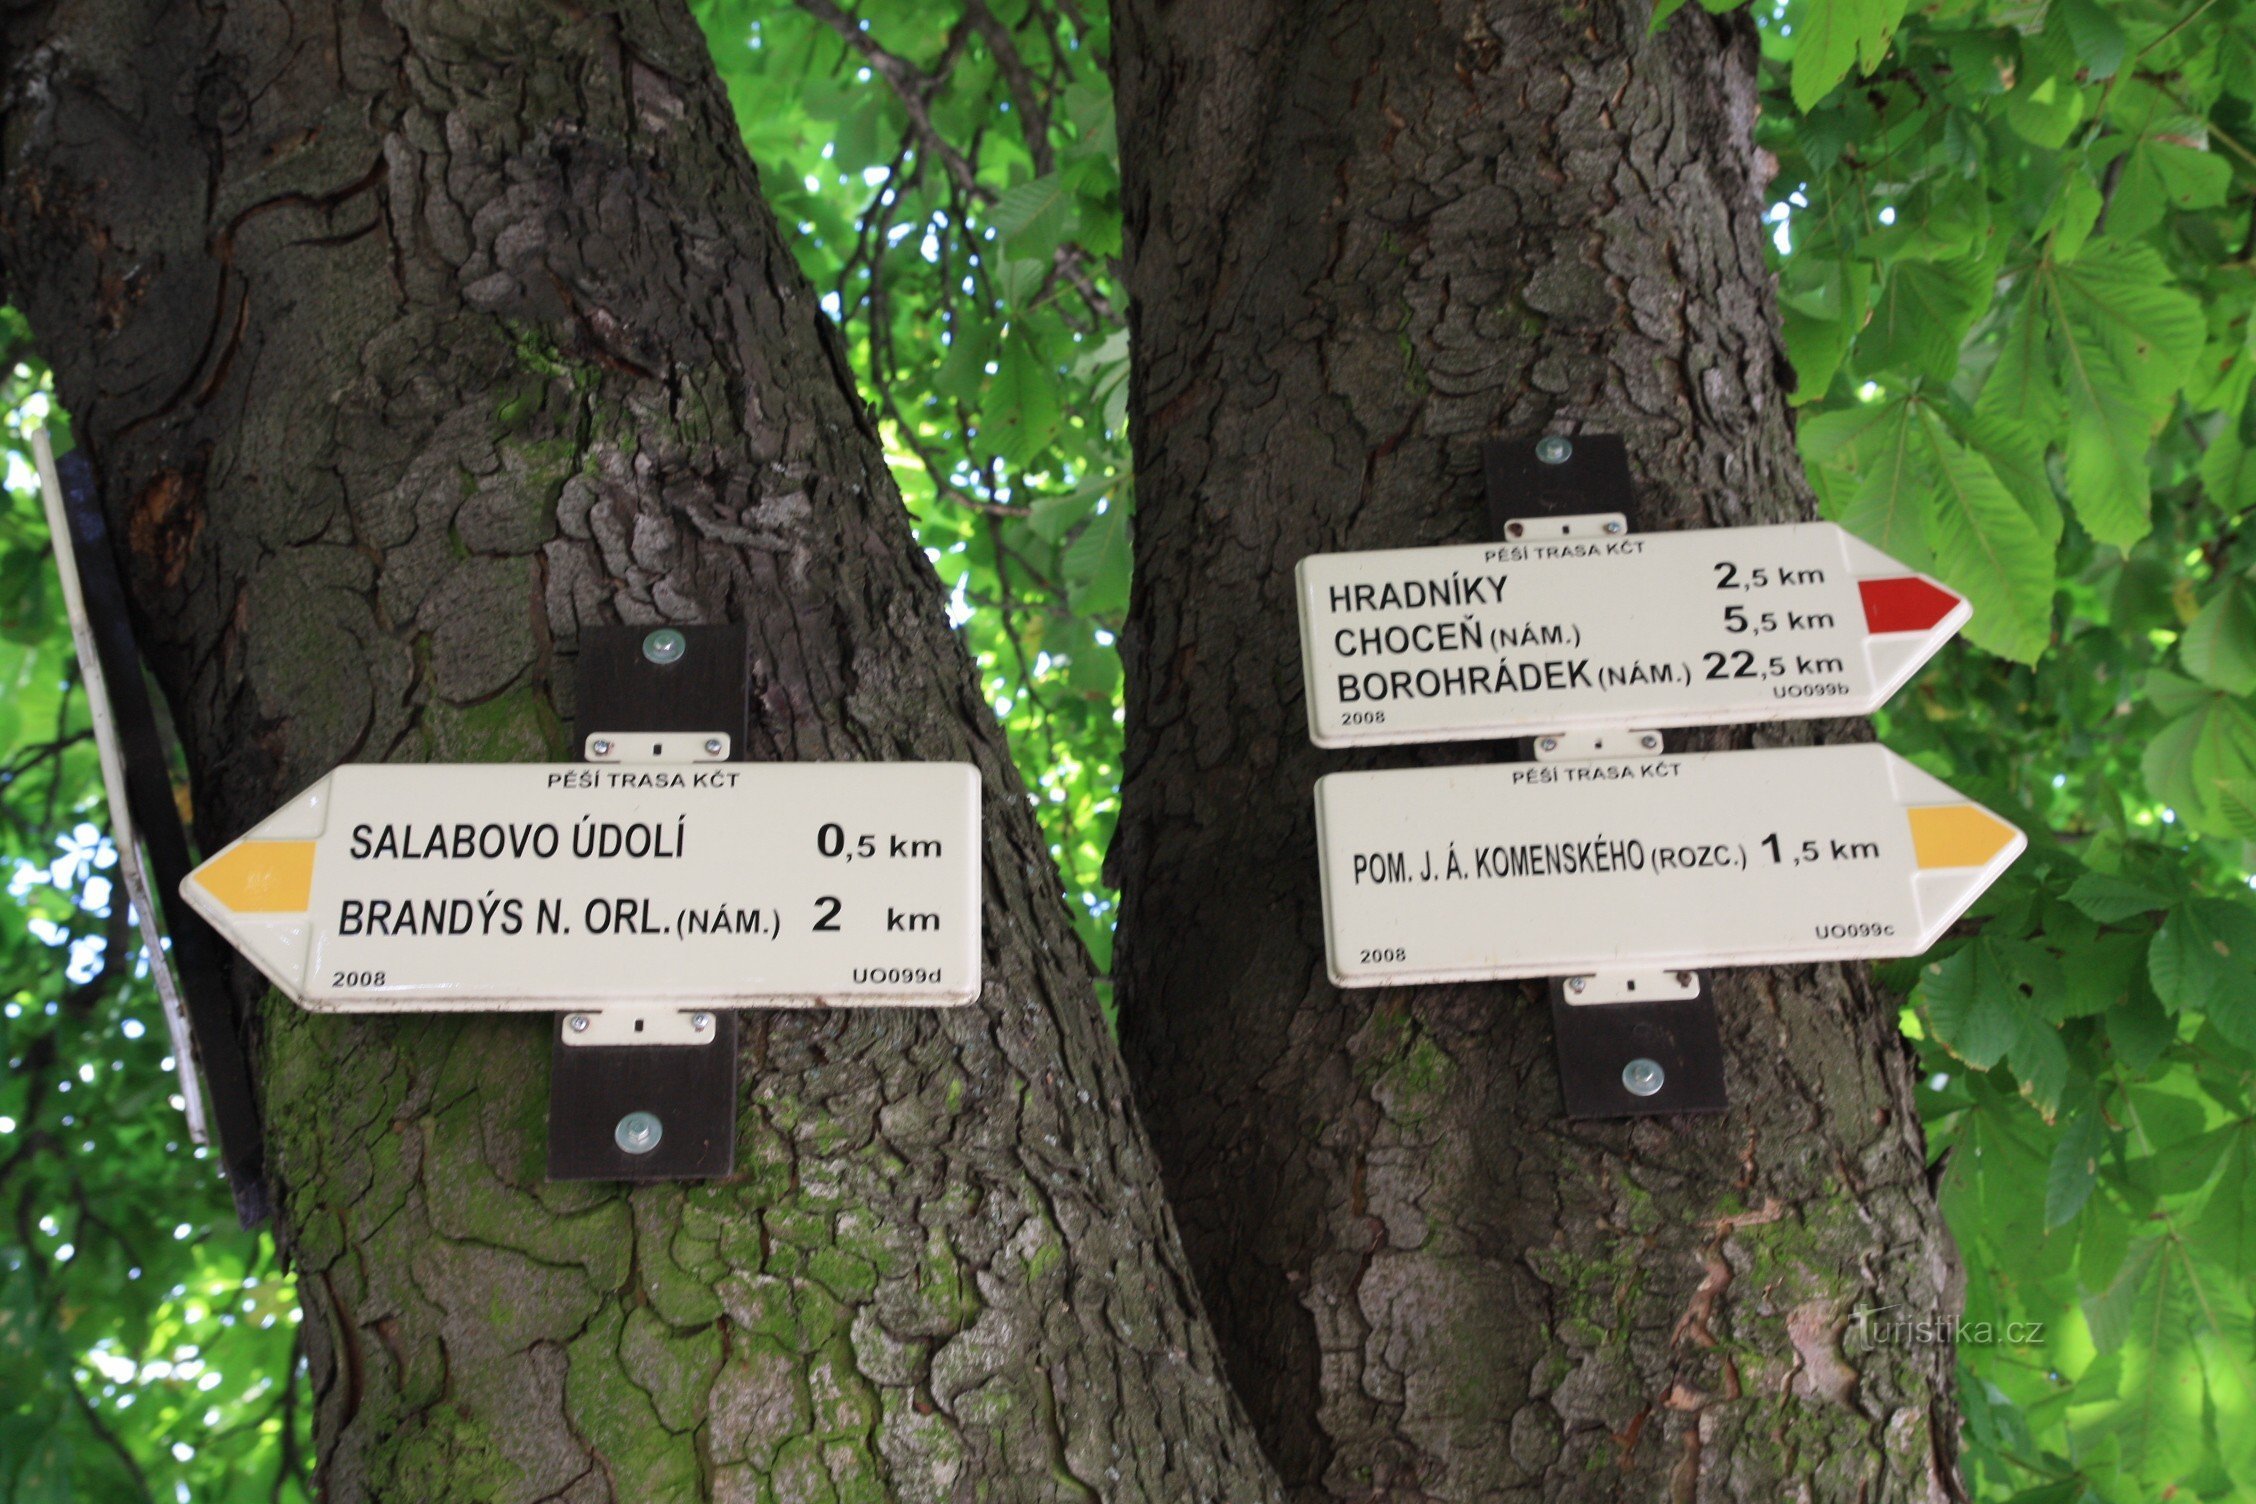 PĚŠÍ TRASA KČT
SALABOVO ÚDOLÍ 0,5 km
BRANDÝS N. ORL.(NÁM.) 2 km
2008 UO099d
PĚŠÍ TRASA KČT
HRADNÍKY 2,5 km
CHOCEŇ (NÁM.) 5,5 km
BOROHRÁDEK (NÁM.) 22,5 km
2008 UO099b
PĚŠÍ TRASA KČT
POM. J. Á. KOMENSKÉHO (ROZC.) 1,5 km
2008 UO099c
Turistika.cz